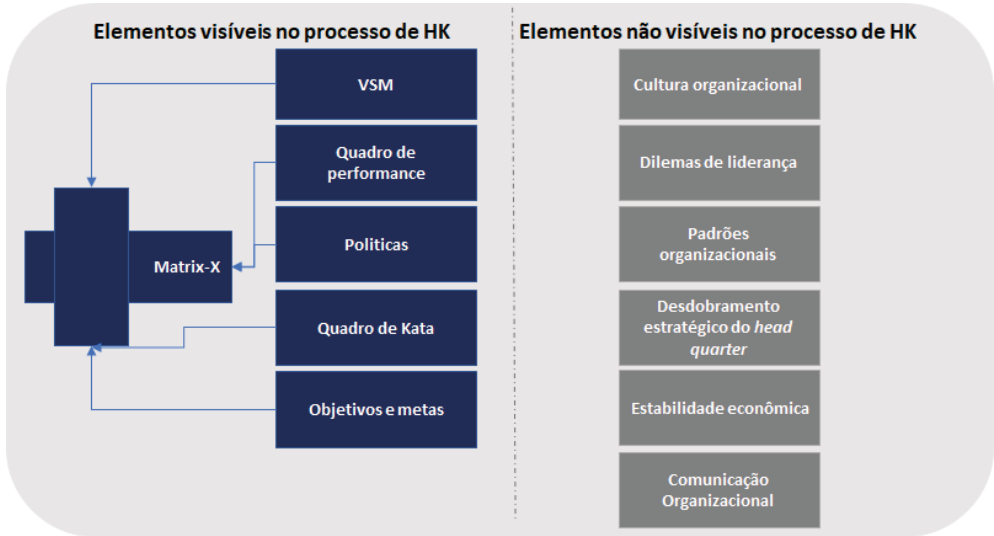 Elementos visíveis no processo de HK
VSM
Quadro de
performance
Politicas
Matrix-X
Quadro de Kata
Objetivos e metas
Elementos não visíveis no processo de HK
Cultura organizacional
Dilemas de liderança
Padrões
organizacionais
Desdobramento
estratégico do head
quarter
Estabilidade econômica
Comunicação
Organizacional